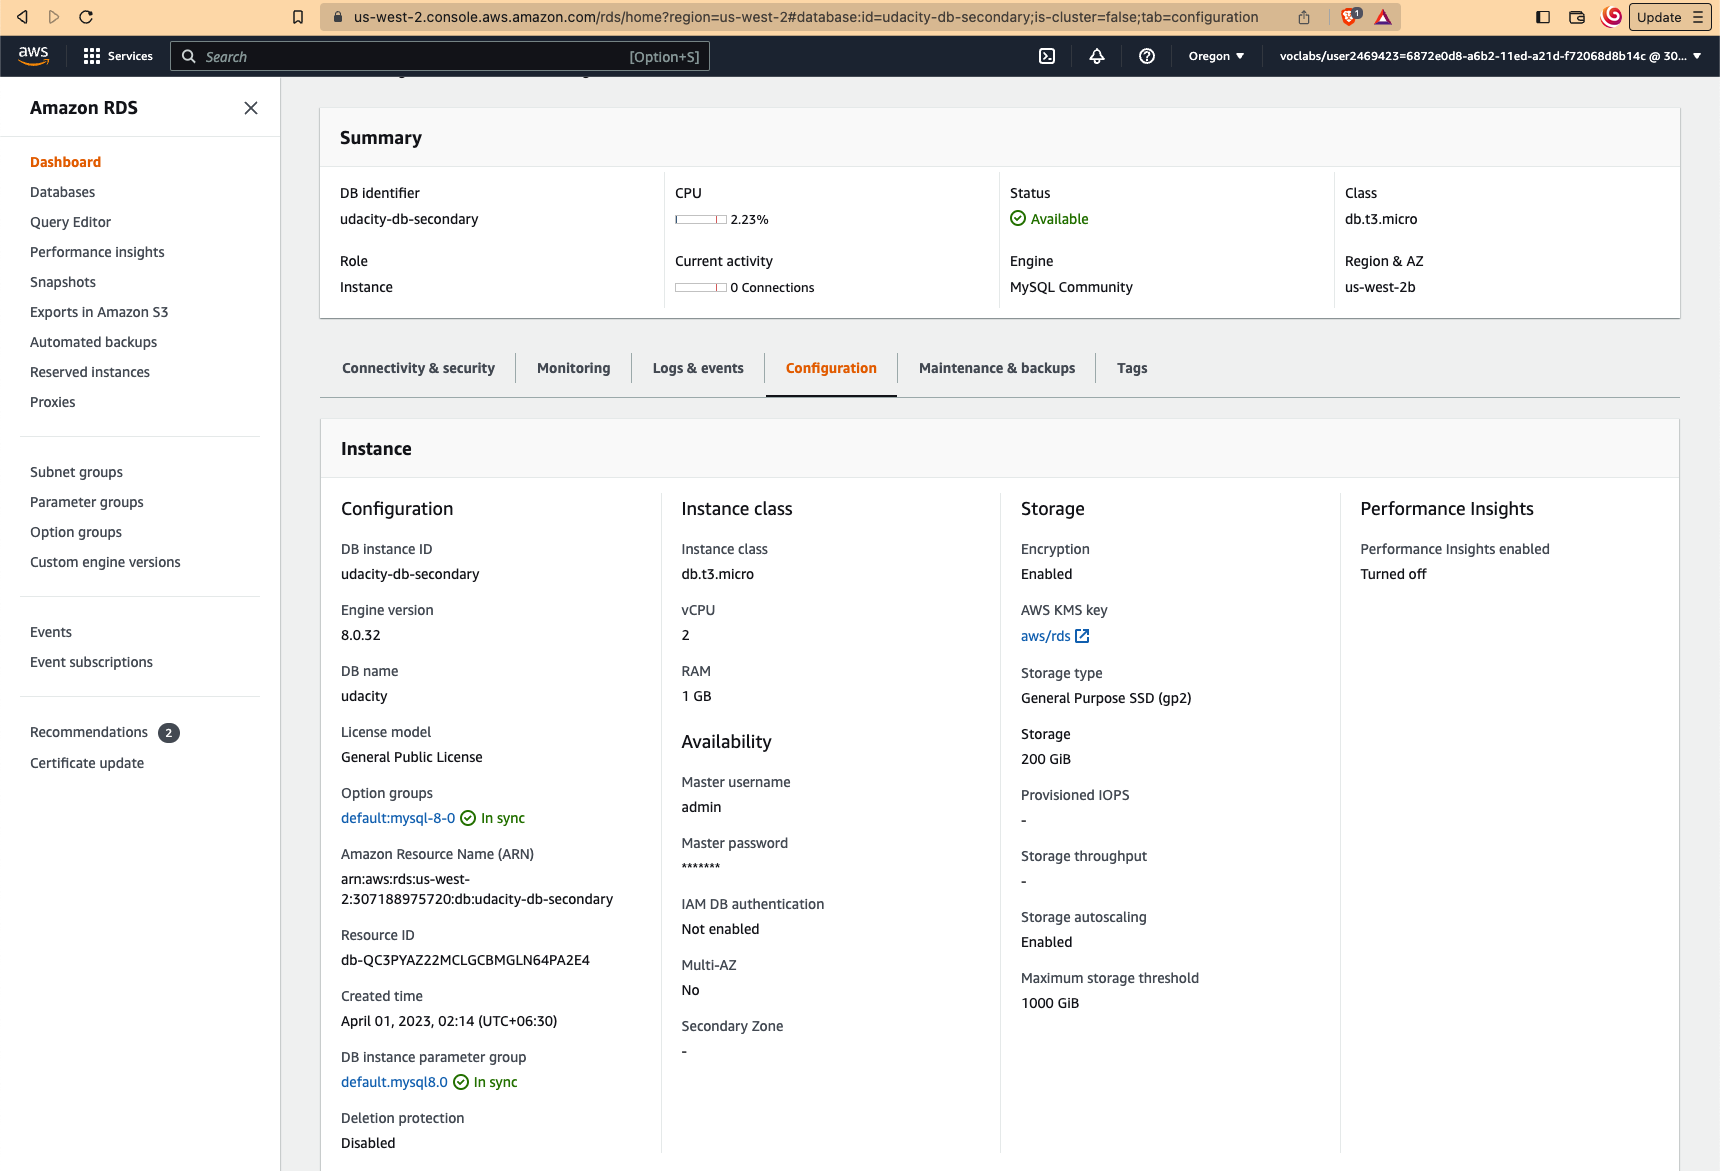 us-west-2.console.aws.amazon.com/rds/home?region=us-west-2#database:id=udacity-db-secondary;is-cluster=false;tab=configuration
1
Update
aws
Services
Search
[Option+S]
Oregon
voclabs/user2469423=6872e0d8-a6b2-11ed-a21d-f72068d8b14c @ 30...
Amazon RDS
Dashboard
Databases
Query Editor
Performance insights
Snapshots
Exports in Amazon S3
Automated backups
Reserved instances
Proxies
Subnet groups
Parameter groups
Option groups
Custom engine versions
Events
Event subscriptions
Recommendations 2
Certificate update
Summary
DB identifier
udacity-db-secondary
CPU
2.23%
Status
Available
Class
db.t3.micro
Role
Instance
Current activity
0 Connections
Engine
MySQL Community
Region & AZ
us-west-2b
Connectivity & security
Monitoring
Logs & events
Configuration
Maintenance & backups
Tags
Instance
Configuration
DB instance ID
udacity-db-secondary
Engine version
8.0.32
DB name
udacity
License model
General Public License
Option groups
default:mysql-8-0 In sync
Amazon Resource Name (ARN)
arn:aws:rds:us-west-
2:307188975720:db:udacity-db-secondary
Resource ID
db-QC3PYAZ22MCLGCBMGLN64PA2E4
Created time
April 01, 2023, 02:14 (UTC+06:30)
DB instance parameter group
default.mysql8.0 In sync
Deletion protection
Disabled
Instance class
Instance class
db.t3.micro
vCPU
2
RAM
1 GB
Availability
Master username
admin
Master password
*******
IAM DB authentication
Not enabled
Multi-AZ
No
Secondary Zone
-
Storage
Encryption
Enabled
AWS KMS key
aws/rds
Storage type
General Purpose SSD (gp2)
Storage
200 GiB
Provisioned IOPS
-
Storage throughput
-
Storage autoscaling
Enabled
Maximum storage threshold
1000 GiB
Performance Insights
Performance Insights enabled
Turned off